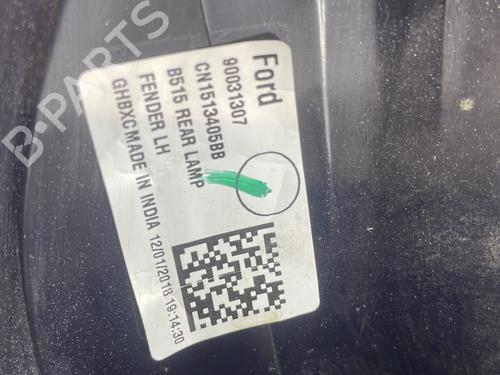 Ford
90031307
CN1513405BB
B515 REAR LAMP
FENDER LH
GHBXCMADE IN INDIA 12/01/2018 19:14:30
B-PARTS